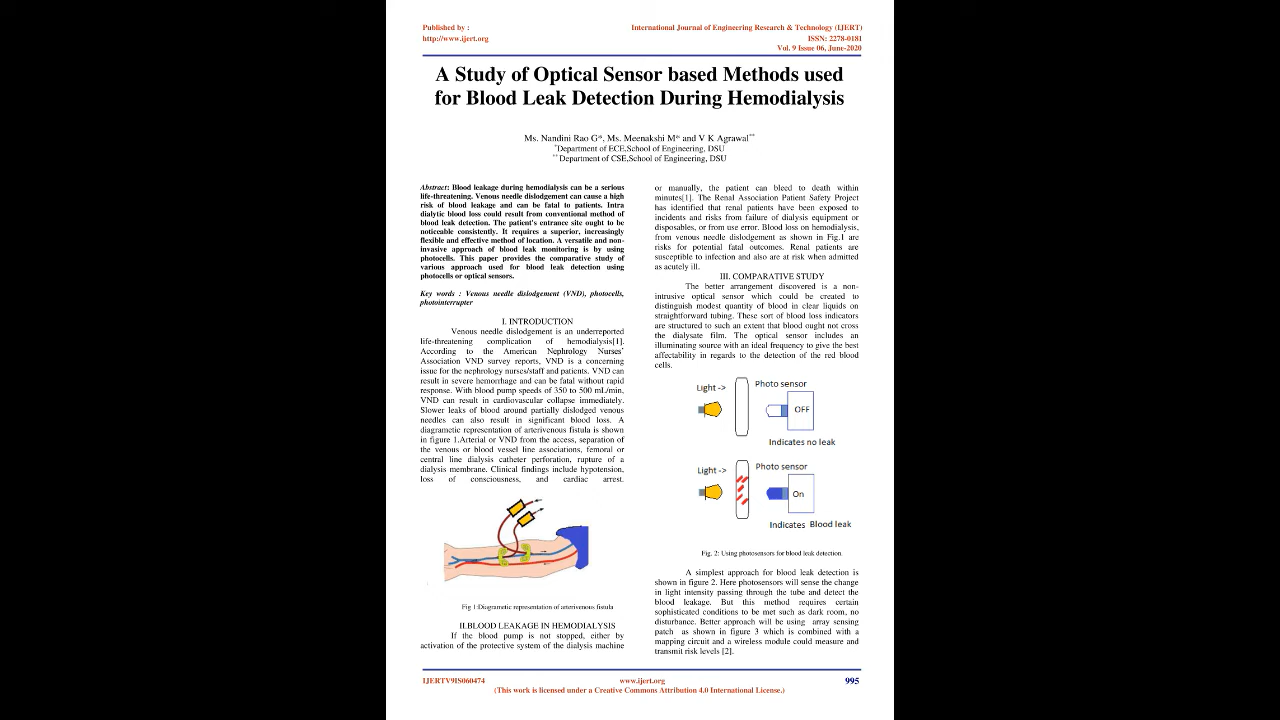 Published by :
International Journal of Engineering Research & Technology (IJERT)
http://www.ijert.org
ISSN: 2278-0181
Vol. 9 Issue 06, June-2020
A Study of Optical Sensor based Methods used
for Blood Leak Detection During Hemodialysis
Ms. Nandini Rao G*, Ms. Meenakshi M* and V K Agrawal**
*Department of ECE,School of Engineering, DSU
**Department of CSE,School of Engineering, DSU
Abstract: Blood leakage during hemodialysis can be a serious
life-threatening. Venous needle dislodgement can cause a high
risk of blood leakage and can be fatal to patients. Intra
dialytic blood loss could result from conventional method of
blood leak detection. The patient's entrance site ought to be
noticeable consistently. It requires a superior, increasingly
flexible and effective method of location. A versatile and non-
invasive approach of blood leak monitoring is by using
photocells. This paper provides the comparative study of
various approach used for blood leak detection using
photocells or optical sensors.
Key words : Venous needle dislodgement (VND), photocells,
photointerrupter
I. INTRODUCTION
Venous needle dislodgement is an underreported
life-threatening complication of hemodialysis[1].
According to the American Nephrology Nurses'
Association VND survey reports, VND is a concerning
issue for the nephrology nurses/staff and patients. VND can
result in severe hemorrhage and can be fatal without rapid
response. With blood pump speeds of 350 to 500 mL/min,
VND can result in cardiovascular collapse immediately.
Slower leaks of blood around partially dislodged venous
needles can also result in significant blood loss. A
diagrametic representation of arterivenous fistula is shown
in figure 1.Arterial or VND from the access, separation of
the venous or blood vessel line associations, femoral or
central line dialysis catheter perforation, rupture of a
dialysis membrane. Clinical findings include hypotension,
loss of consciousness, and cardiac arrest.
Fig 1:Diagrametic representation of arterivenous fistula
II.BLOOD LEAKAGE IN HEMODIALYSIS
If the blood pump is not stopped, either by
activation of the protective system of the dialysis machine
or manually, the patient can bleed to death within
minutes[1]. The Renal Association Patient Safety Project
has identified that renal patients have been exposed to
incidents and risks from failure of dialysis equipment or
disposables, or from use error. Blood loss on hemodialysis,
from venous needle dislodgement as shown in Fig.1 are
risks for potential fatal outcomes. Renal patients are
susceptible to infection and also are at risk when admitted
as acutely ill.
III. COMPARATIVE STUDY
The better arrangement discovered is a non-
intrusive optical sensor which could be created to
distinguish modest quantity of blood in clear liquids on
straightforward tubing. These sort of blood loss indicators
are structured to such an extent that blood ought not cross
the dialysate film. The optical sensor includes an
illuminating source with an ideal frequency to give the best
affectability in regards to the detection of the red blood
cells.
Light -> Photo sensor
OFF
Indicates no leak
Light -> Photo sensor
On
Indicates Blood leak
Fig. 2: Using photosensors for blood leak detection.
A simplest approach for blood leak detection is
shown in figure 2. Here photosensors will sense the change
in light intensity passing through the tube and detect the
blood leakage. But this method requires certain
sophisticated conditions to be met such as dark room, no
disturbance. Better approach will be using array sensing
patch as shown in figure 3 which is combined with a
mapping circuit and a wireless module could measure and
transmit risk levels [2].
IJERTV9IS060474
www.ijert.org
995
(This work is licensed under a Creative Commons Attribution 4.0 International License.)